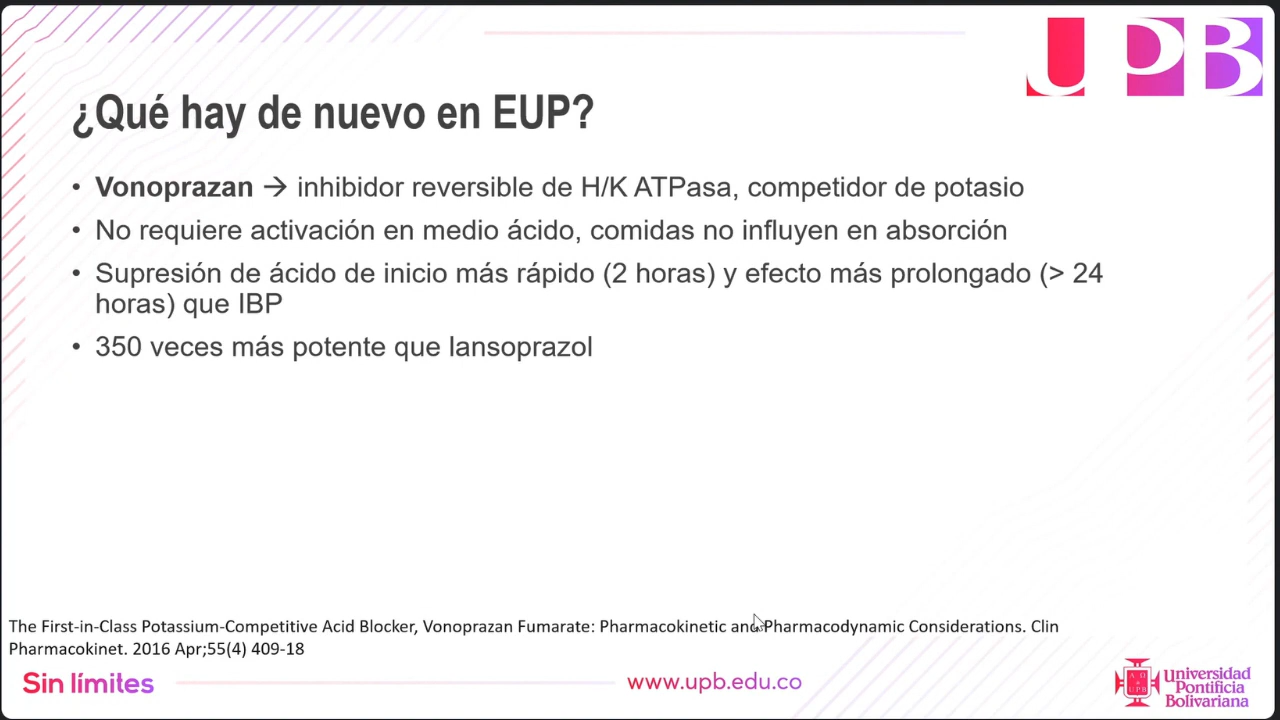 UPB
¿Qué hay de nuevo en EUP?
• Vonoprazan → inhibidor reversible de H/K ATPasa, competidor de potasio
• No requiere activación en medio ácido, comidas no influyen en absorción
• Supresión de ácido de inicio más rápido (2 horas) y efecto más prolongado (> 24
horas) que IBP
• 350 veces más potente que lansoprazol
The First-in-Class Potassium-Competitive Acid Blocker, Vonoprazan Fumarate: Pharmacokinetic and Pharmacodynamic Considerations. Clin
Pharmacokinet. 2016 Apr;55(4) 409-18
Sin límites
www.upb.edu.co
Universidad
Pontificia
Bolivariana